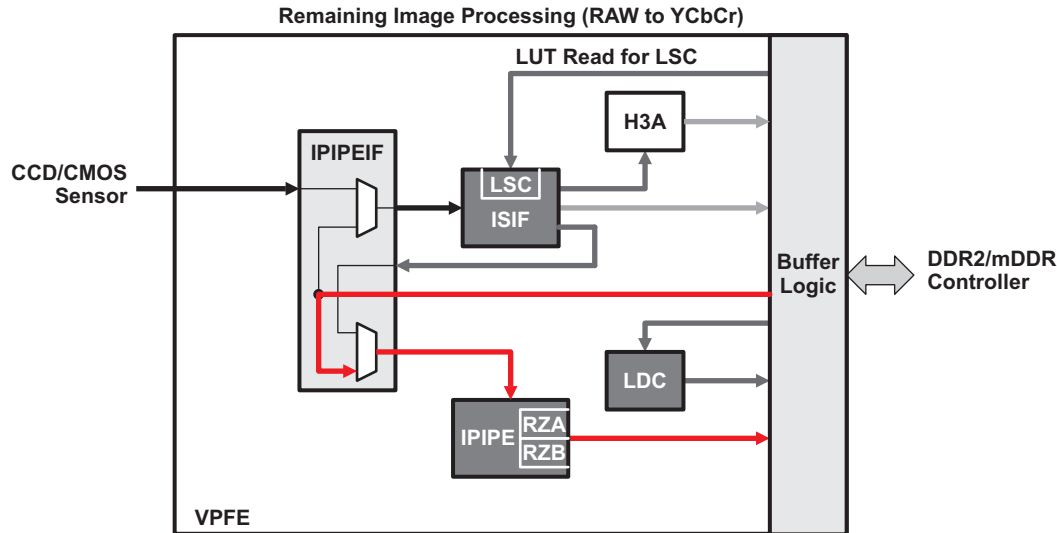 Remaining Image Processing (RAW to YCbCr)
LUT Read for LSC
H3A
IPIPEIF
CCD/CMOS
Sensor
LSC
ISIF
Buffer
Logic
DDR2/mDDR
Controller
LDC
IPIPE
RZA
RZB
VPFE